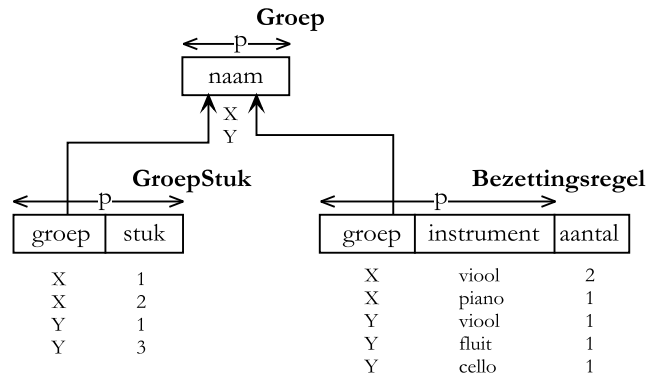 Groep
p
naam
X
Y
GroepStuk
p
groep stuk
X 1
X 2
Y 1
Y 3
Bezettingsregel
p
groep instrument aantal
X viool 2
X piano 1
Y viool 1
Y fluit 1
Y cello 1